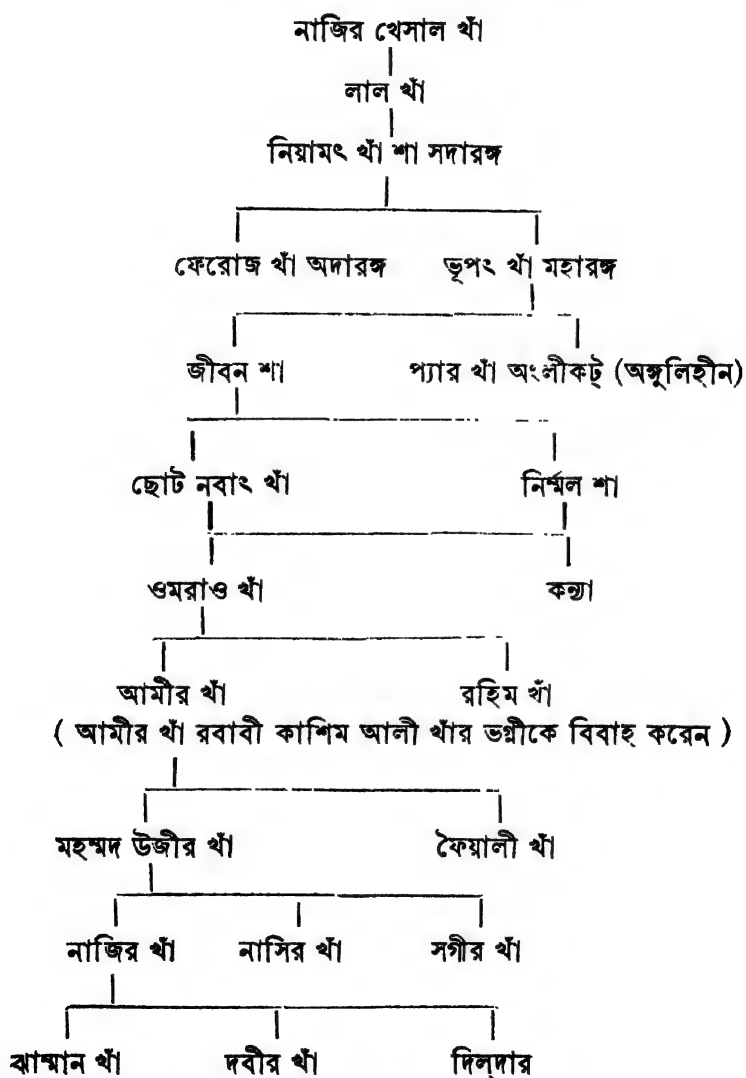 নাজির খেসাল খাঁ
লাল খাঁ
নিয়ামৎ খাঁ শা সদারঙ্গ
ফেরোজ খাঁ অদারঙ্গ ভূপৎ খাঁ মহারঙ্গ
জীবন শা প্যার খাঁ অংলীকট্ (অঙ্গুলিহীন)
ছোট নবাৎ খাঁ নির্ম্মল শা
ওমরাও খাঁ কন্যা
আমীর খাঁ রহিম খাঁ
( আমীর খাঁ রবাবী কাশিম আলী খাঁর ভগ্নীকে বিবাহ করেন )
মহম্মদ উজীর খাঁ ফৈয়ালী খাঁ
নাজির খাঁ নাসির খাঁ সগীর খাঁ
ঝাম্মান খাঁ দবীর খাঁ দিল্দার